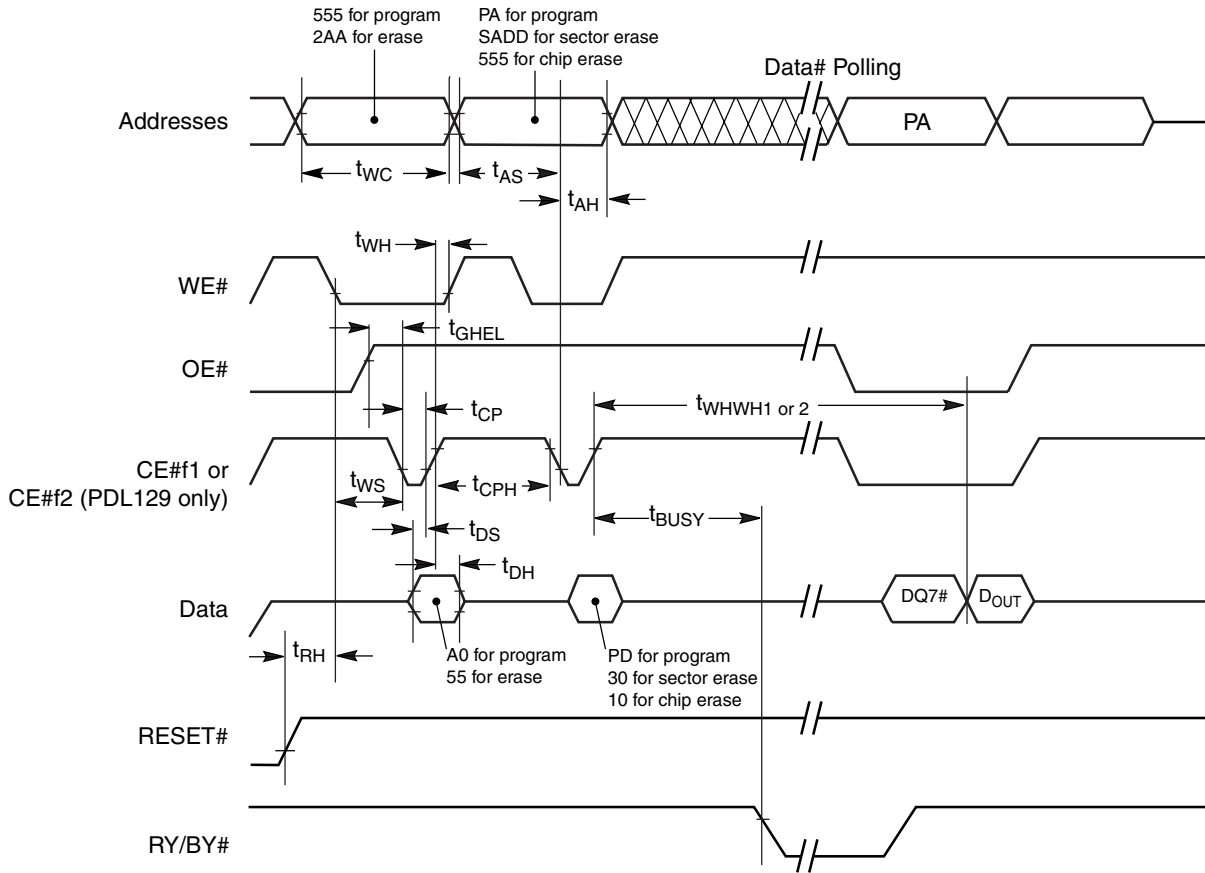 555 for program
2AA for erase
PA for program
SADD for sector erase
555 for chip erase
Data# Polling
Addresses
PA
tWC
tAS
tAH
tWH
WE#
tGHEL
OE#
tCP
tWHWH1 or 2
CE#f1 or
CE#f2 (PDL129 only)
tWS
tCPH
tBUSY
tDS
tDH
Data
DQ7#
DOUT
tRH
A0 for program
55 for erase
PD for program
30 for sector erase
10 for chip erase
RESET#
RY/BY#